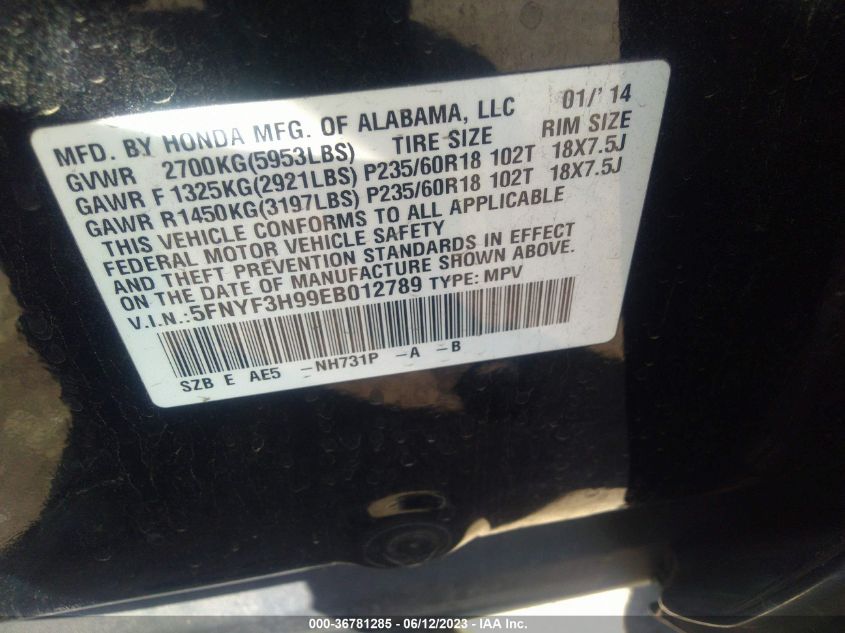 MFD. BY HONDA MFG. OF ALABAMA, LLC 01/'14
GVWR 2700KG(5953LBS) TIRE SIZE RIM SIZE
GAWR F 1325KG(2921LBS) P235/60R18 102T 18X7.5J
GAWR R1450KG(3197LBS) P235/60R18 102T 18X7.5J
THIS VEHICLE CONFORMS TO ALL APPLICABLE
FEDERAL MOTOR VEHICLE SAFETY
AND THEFT PREVENTION STANDARDS IN EFFECT
ON THE DATE OF MANUFACTURE SHOWN ABOVE.
V.I.N.:5FNYF3H99EB012789 TYPE: MPV
SZB E AE5 -NH731P -A -B
000-36781285 - 06/12/2023 - IAA Inc.